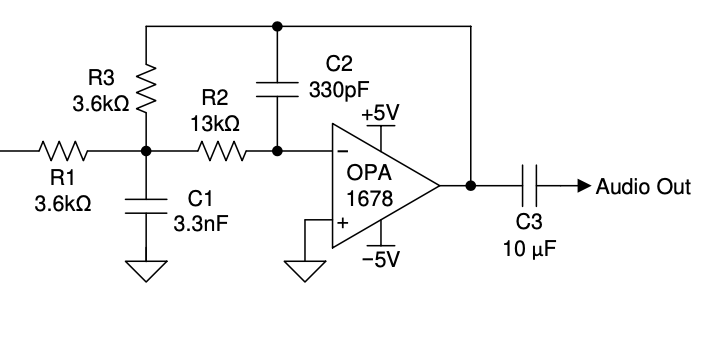 R3
3.6kΩ
R2
13kΩ
C2
330pF
+5V
R1
3.6kΩ
C1
3.3nF
−
OPA
1678
+
−5V
C3
10 µF
Audio Out